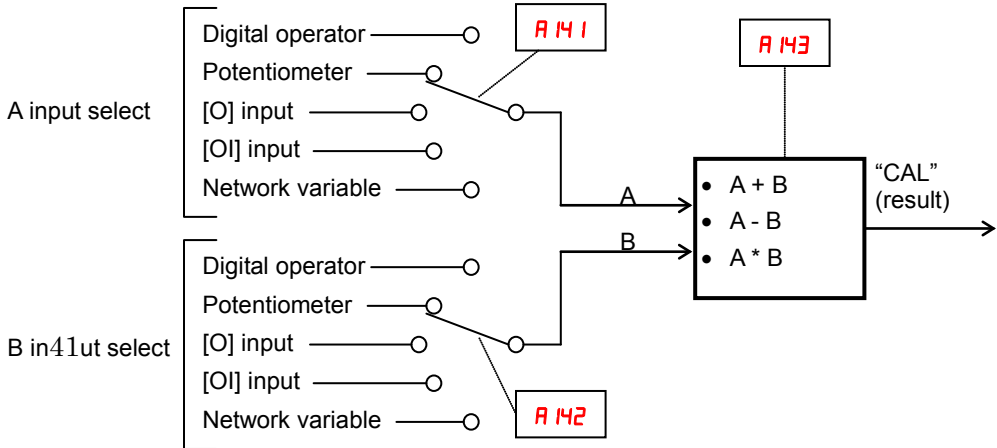 Digital operator
A141
Potentiometer
A143
A input select
[O] input
[OI] input
Network variable
A
• A + B
• A - B
• A * B
"CAL"
(result)
B
Digital operator
Potentiometer
B in41ut select
[O] input
[OI] input
A142
Network variable